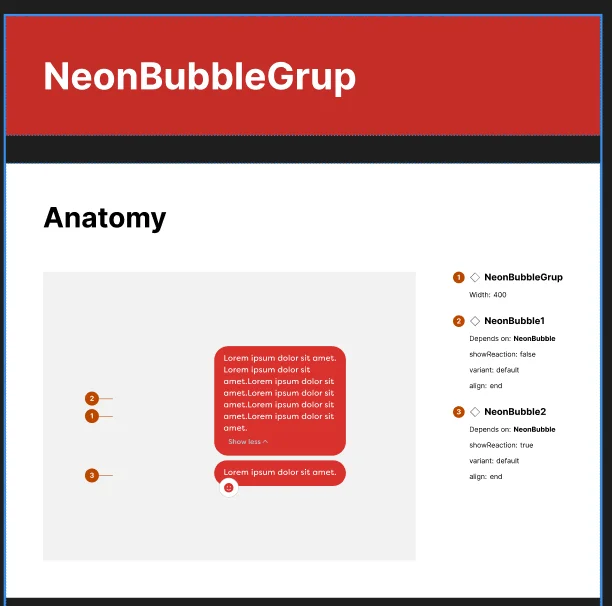 NeonBubbleGrup
Anatomy
Lorem ipsum dolor sit amet.
Lorem ipsum dolor sit
amet.Lorem ipsum dolor sit
amet.Lorem ipsum dolor sit
amet.Lorem ipsum dolor sit
amet.Lorem ipsum dolor sit
amet.
Show less
Lorem ipsum dolor sit amet.
2
1
3
1 NeonBubbleGrup
Width: 400
2 NeonBubble1
Depends on: NeonBubble
showReaction: false
variant: default
align: end
3 NeonBubble2
Depends on: NeonBubble
showReaction: true
variant: default
align: end